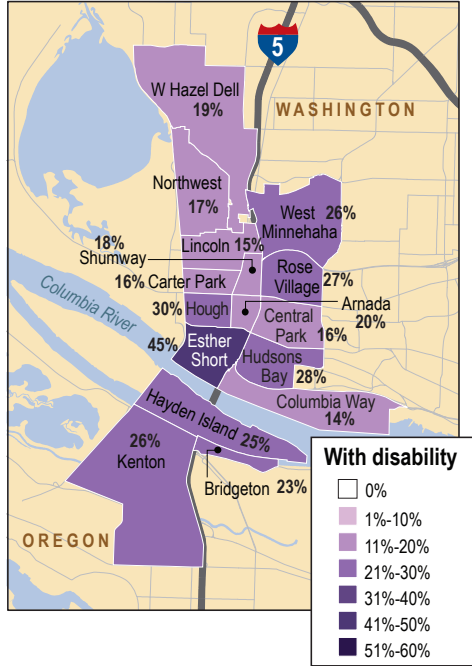 5
W Hazel Dell
19%
WASHINGTON
Northwest
17%
West
Minnehaha
26%
18%
Shumway
Lincoln 15%
Rose
Village
27%
16% Carter Park
Arnada
20%
Columbia River
30% Hough
Central
Park
16%
45%
Esther
Short
Hudsons
Bay
28%
Columbia Way
14%
Hayden Island 25%
26%
Kenton
Bridgeton 23%
OREGON
With disability
0%
1%-10%
11%-20%
21%-30%
31%-40%
41%-50%
51%-60%